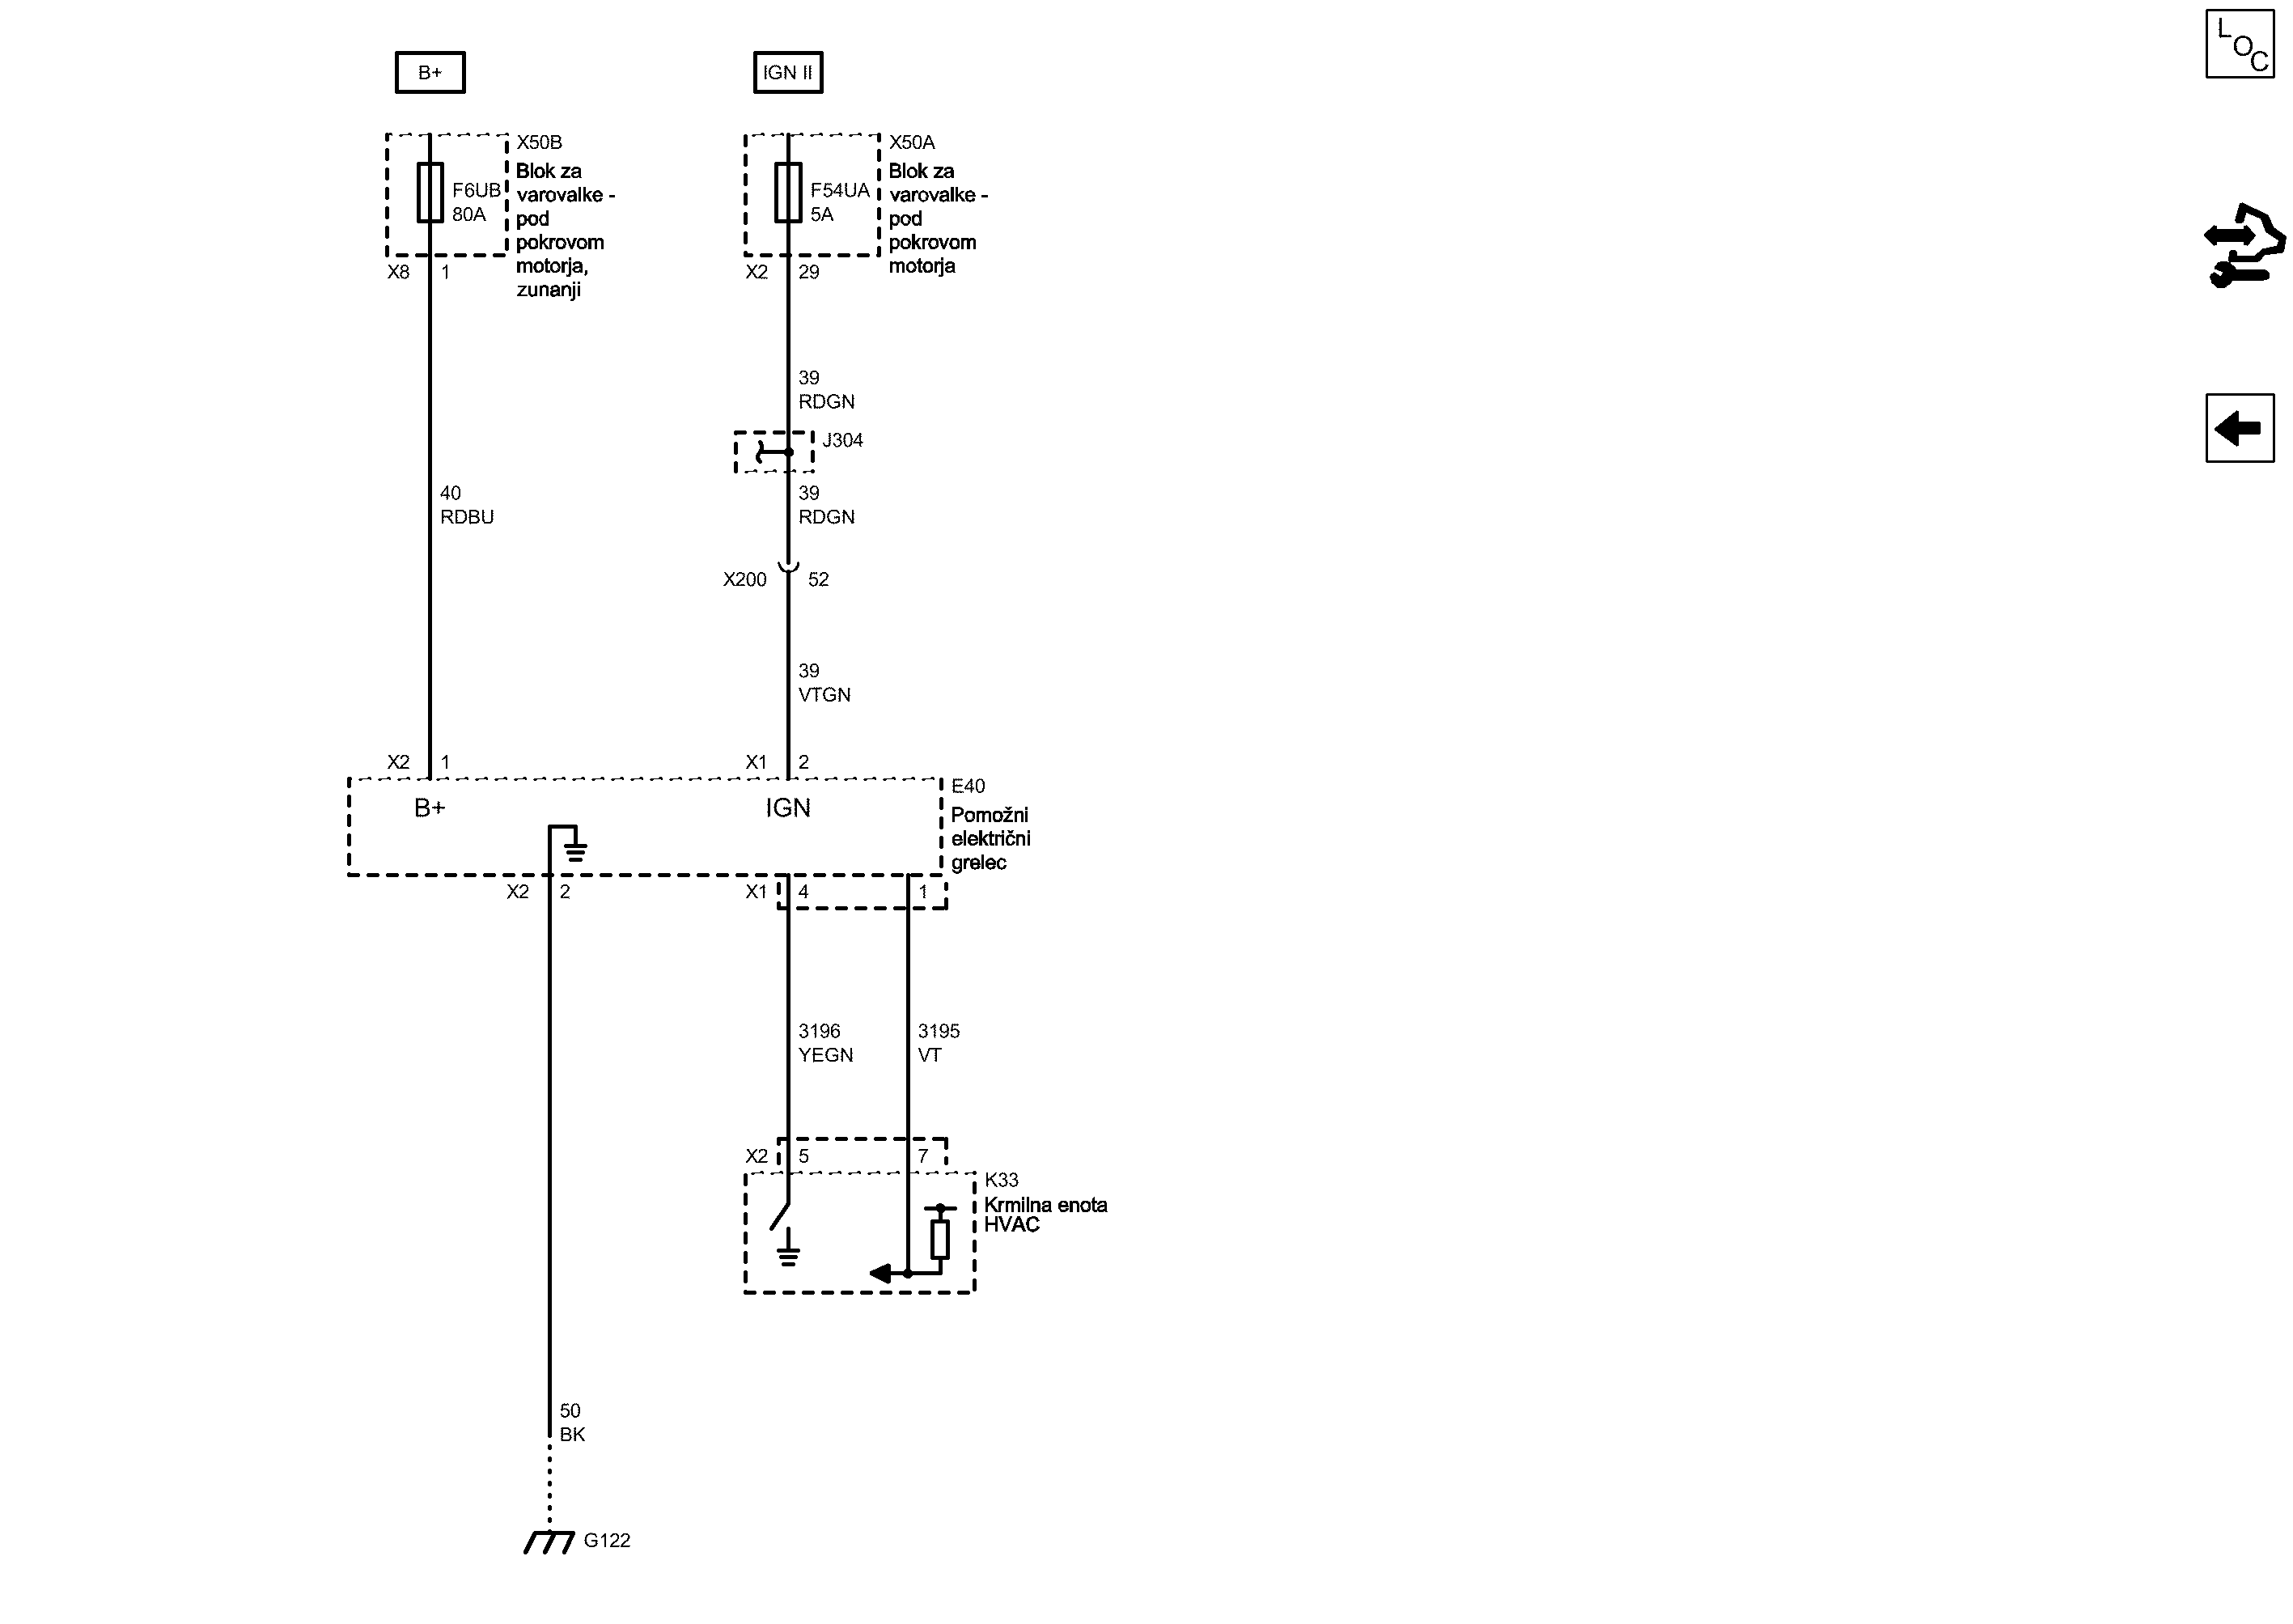 B+
IGN II
LOC
X50B
Blok za
varovalke -
pod
pokrovom
motorja,
zunanji
F6UB
80A
X8 1
X50A
Blok za
varovalke -
pod
pokrovom
motorja
F54UA
5A
X2 29
39
RDGN
J304
40
RDBU
39
RDGN
X200 52
39
VTGN
X2 1
X1 2
B+
IGN
E40
Pomožni
električni
grelec
X2 2
X1 4 1
3196
YEGN
3195
VT
X2 5 7
K33
Krmilna enota
HVAC
50
BK
G122